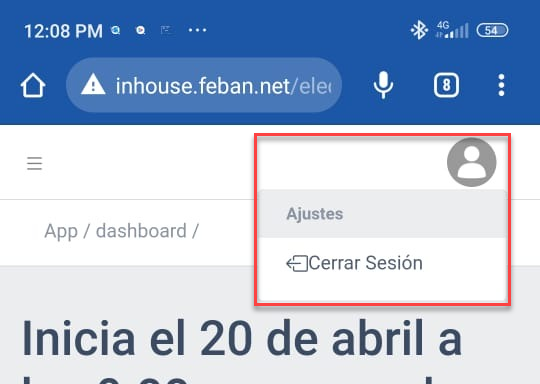 12:08 PM
4G
54
inhouse.feban.net/elec
8
Ajustes
App / dashboard /
Cerrar Sesión
Inicia el 20 de abril a